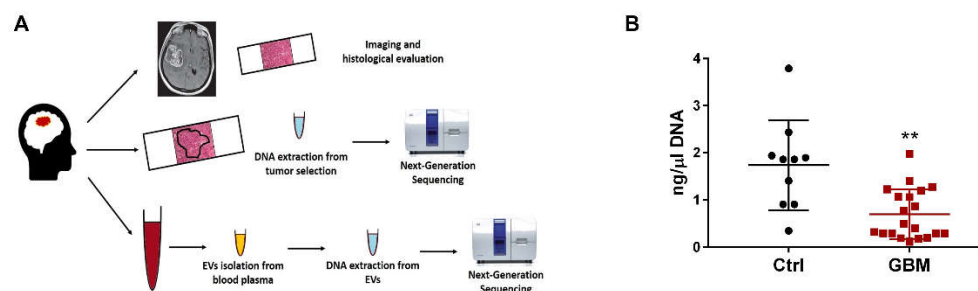 A
Imaging and
histological evaluation
DNA extraction from
tumor selection
Next-Generation
Sequencing
EVs isolation from
blood plasma
DNA extraction from
EVs
Next-Generation
Sequencing
B
ng/µl DNA
4
3
2
1
0
**
Ctrl
GBM